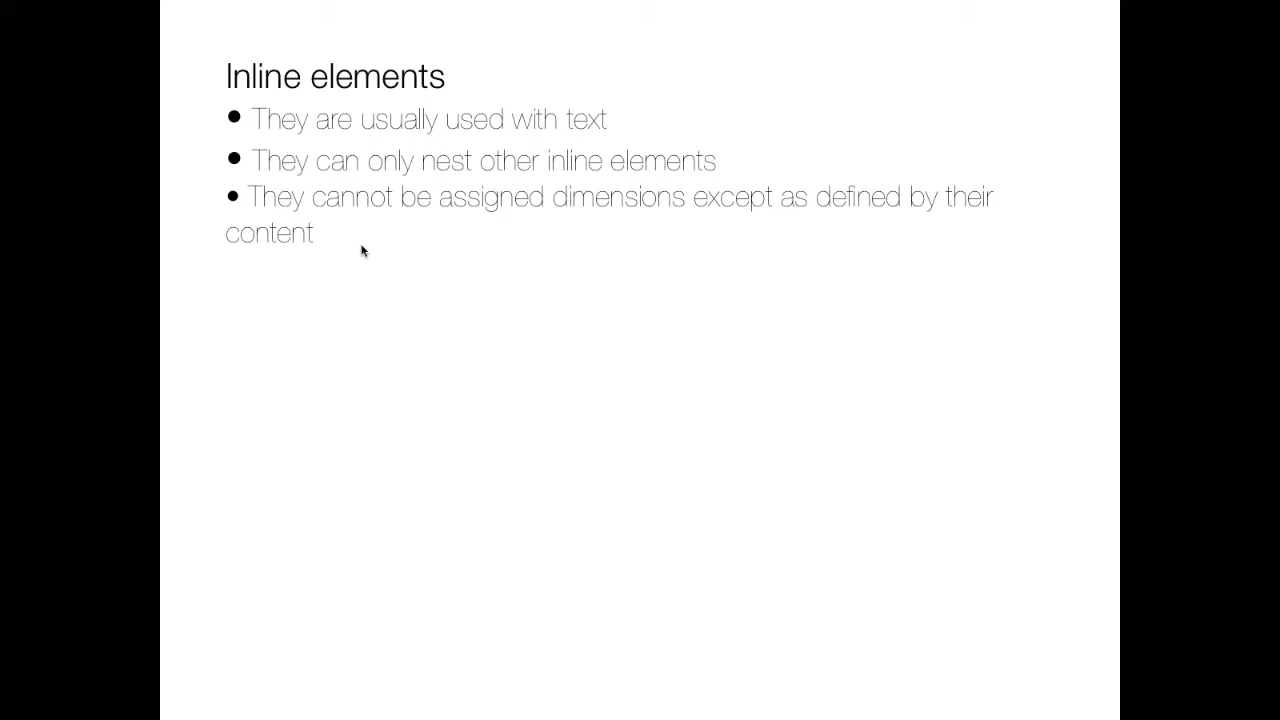 Inline elements
• They are usually used with text
• They can only nest other inline elements
• They cannot be assigned dimensions except as defined by their
content